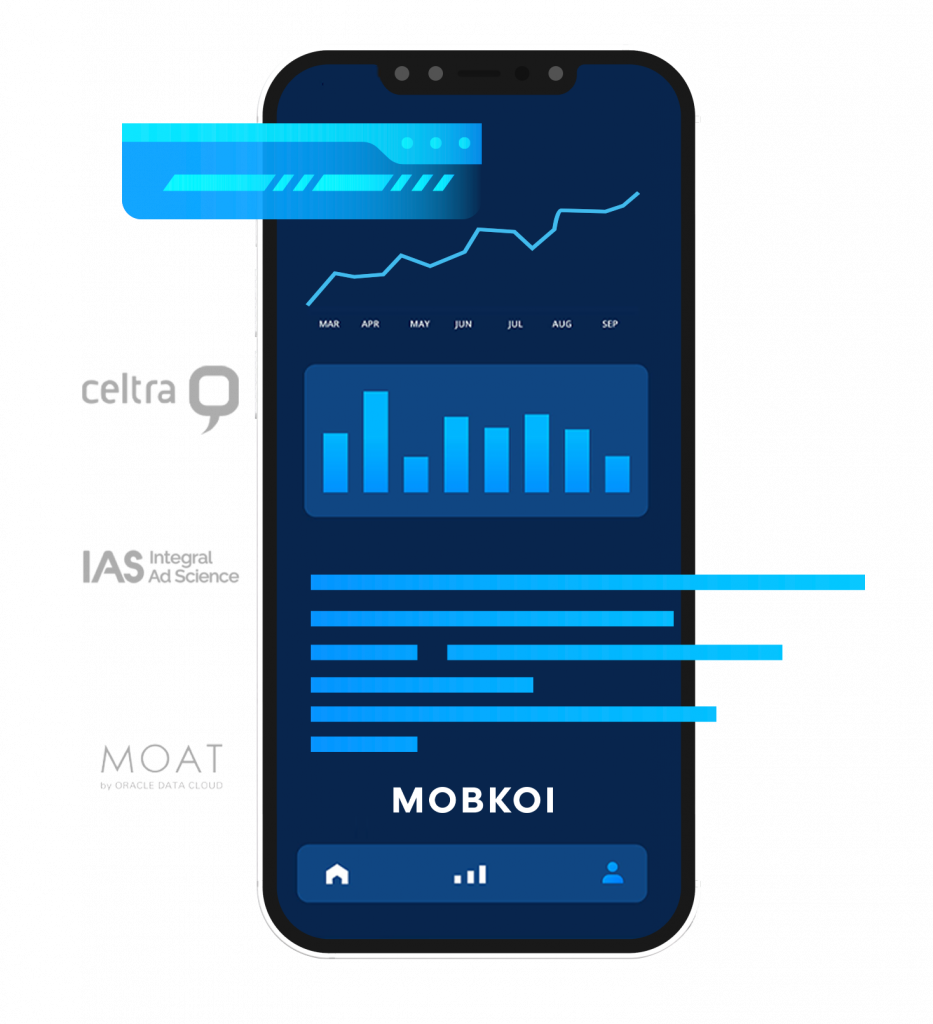 MAR APR MAY JUN JUL AUG SEP
celtra
IAS Integral
Ad Science
MOAT
by ORACLE DATA CLOUD
MOBKOI